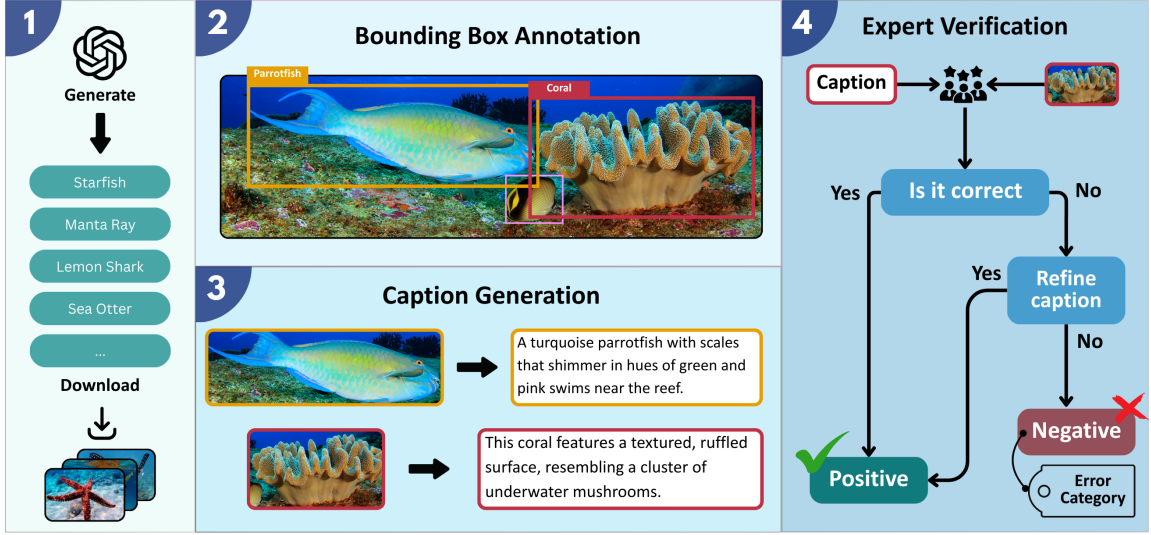 1
Generate
Starfish
Manta Ray
Lemon Shark
Sea Otter
...
Download
2
Bounding Box Annotation
Parrotfish
Coral
3
Caption Generation
A turquoise parrotfish with scales
that shimmer in hues of green and
pink swims near the reef.
This coral features a textured, ruffled
surface, resembling a cluster of
underwater mushrooms.
4
Expert Verification
Caption
Is it correct
Yes
No
Refine
caption
Yes
No
Negative
Positive
Error
Category